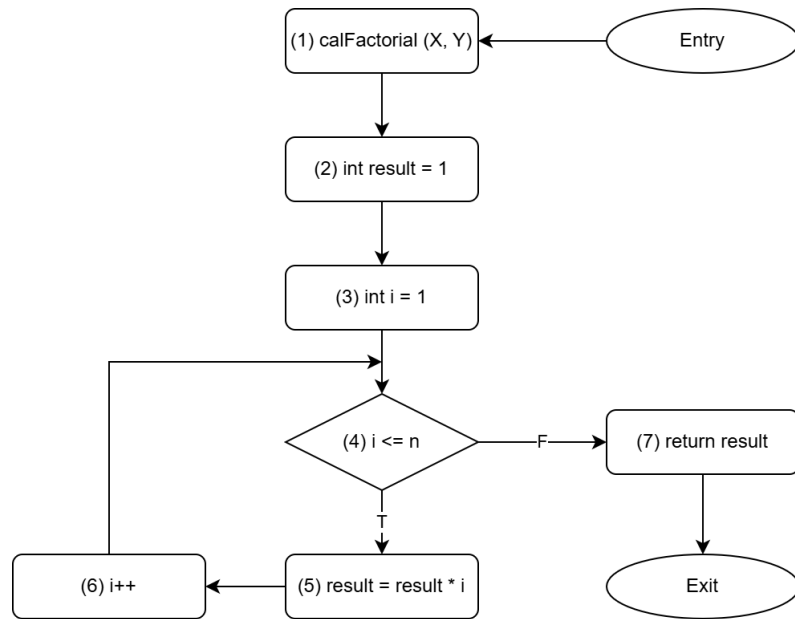 (1) calFactorial (X, Y)
Entry
(2) int result = 1
(3) int i = 1
(4) i <= n
F
(7) return result
T
(6) i++
(5) result = result * i
Exit